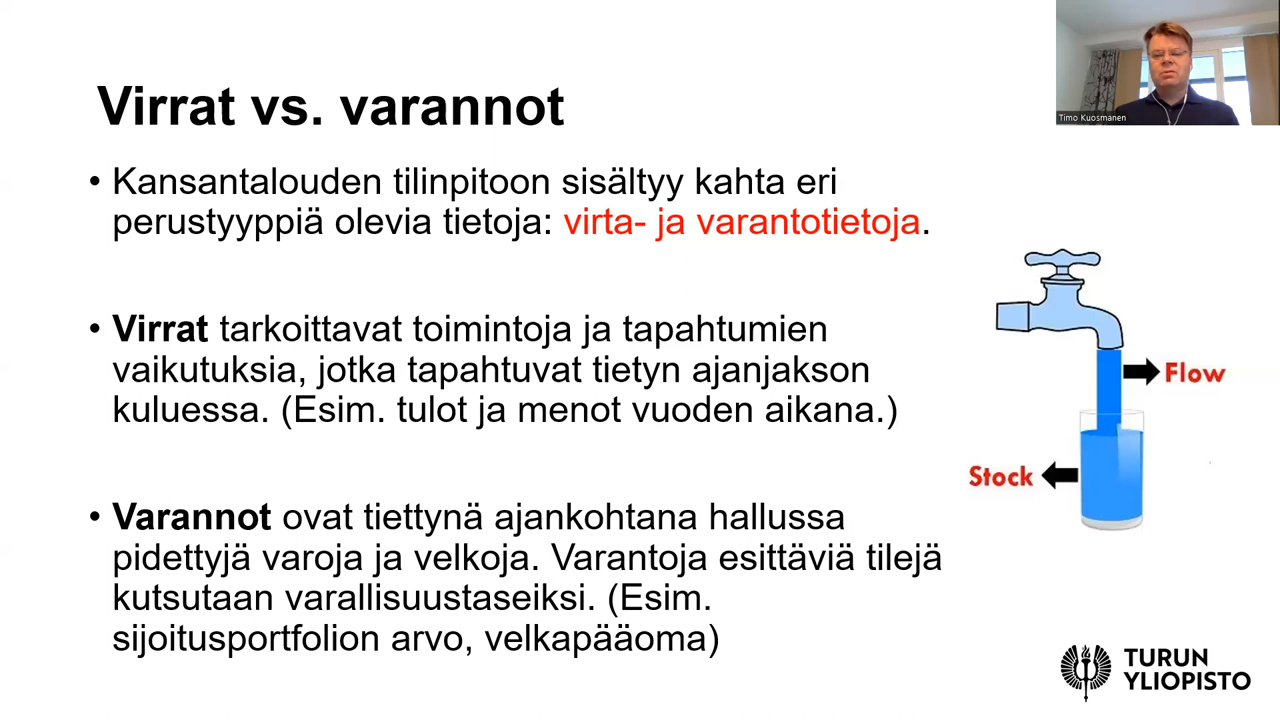 Timo Kuosmanen
Virrat vs. varannot
• Kansantalouden tilinpitoon sisältyy kahta eri
perustyyppiä olevia tietoja: virta- ja varantotietoja.
• Virrat tarkoittavat toimintoja ja tapahtumien
vaikutuksia, jotka tapahtuvat tietyn ajanjakson
kuluessa. (Esim. tulot ja menot vuoden aikana.)
• Varannot ovat tiettynä ajankohtana hallussa
pidettyjä varoja ja velkoja. Varantoja esittäviä tilejä
kutsutaan varallisuustaseiksi. (Esim.
sijoitusportfolion arvo, velkapääoma)
Flow
Stock
TURUN
YLIOPISTO